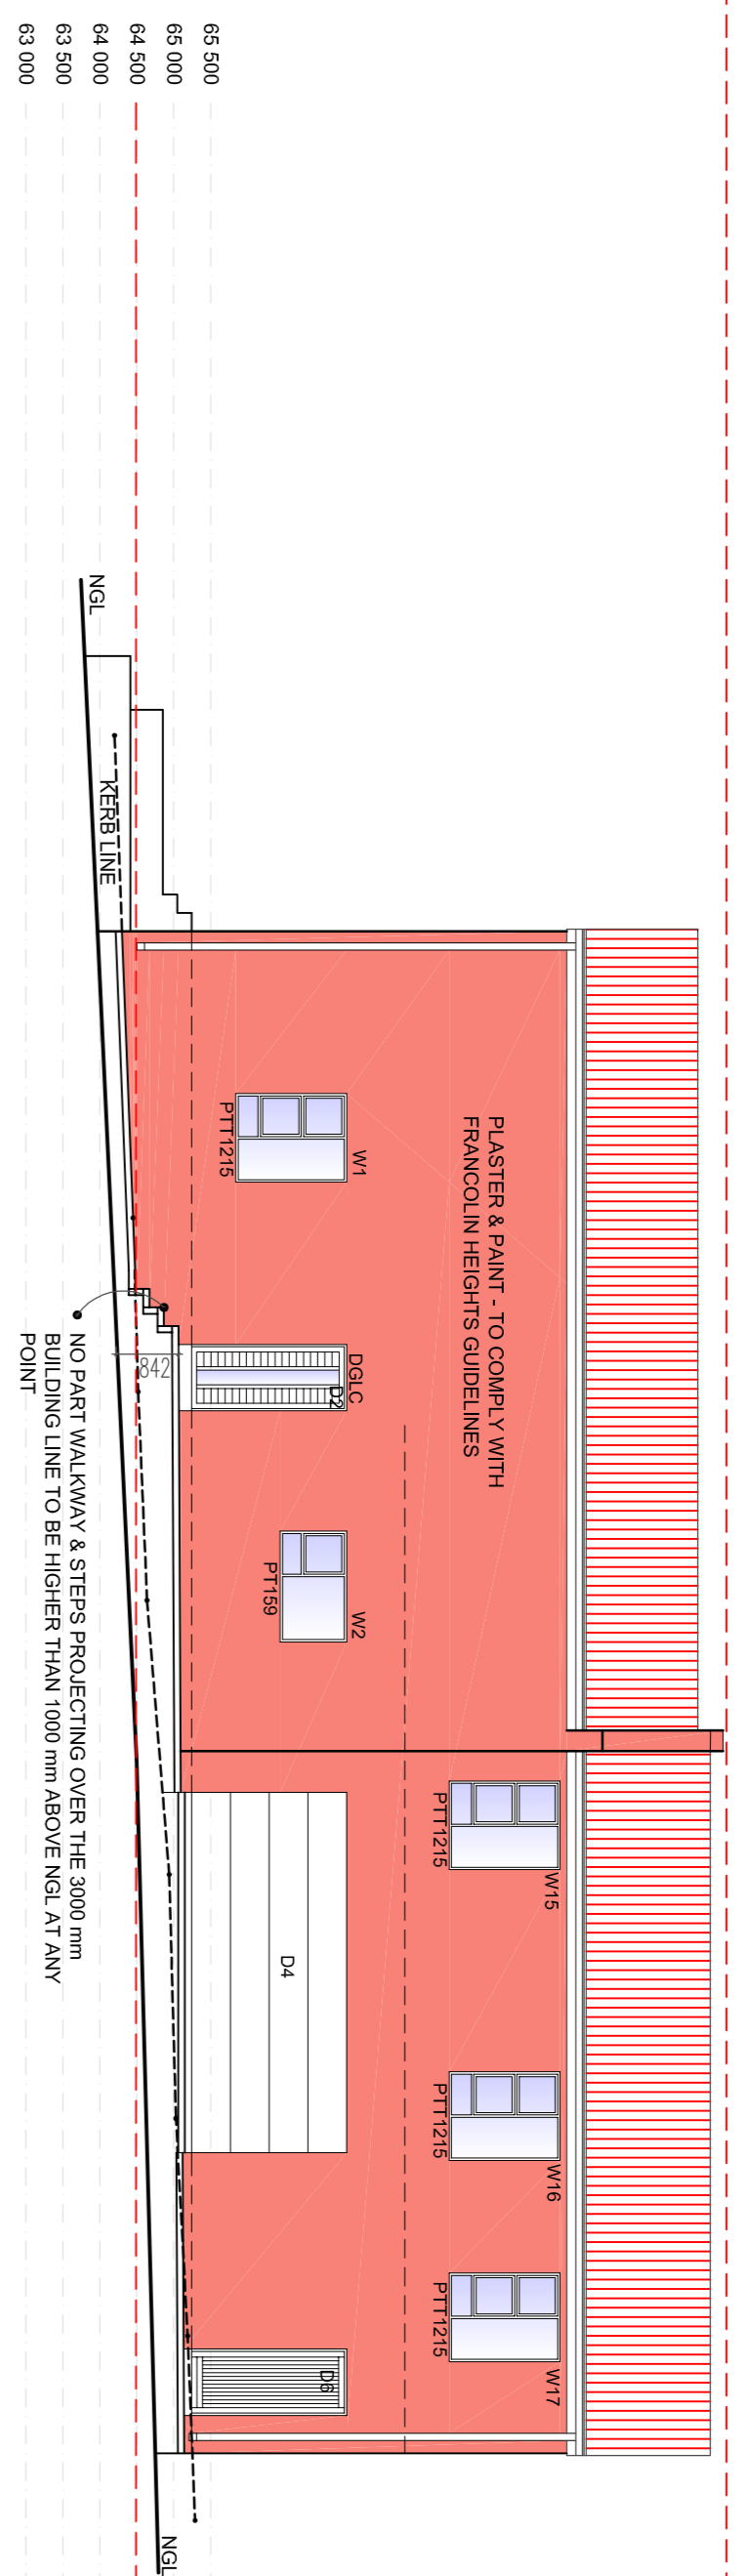 65 500
65 000
64 500
64 000
63 500
63 000
PLASTER & PAINT - TO COMPLY WITH
FRANCOLIN HEIGHTS GUIDELINES
W1
PTT1215
DGLC
D2
W2
PT159
W15
PTT1215
W16
PTT1215
W17
PTT1215
D4
D6
NGL
KERB LINE
842
NO PART WALKWAY & STEPS PROJECTING OVER THE 3000 mm
BUILDING LINE TO BE HIGHER THAN 1000 mm ABOVE NGL AT ANY
POINT
NGL